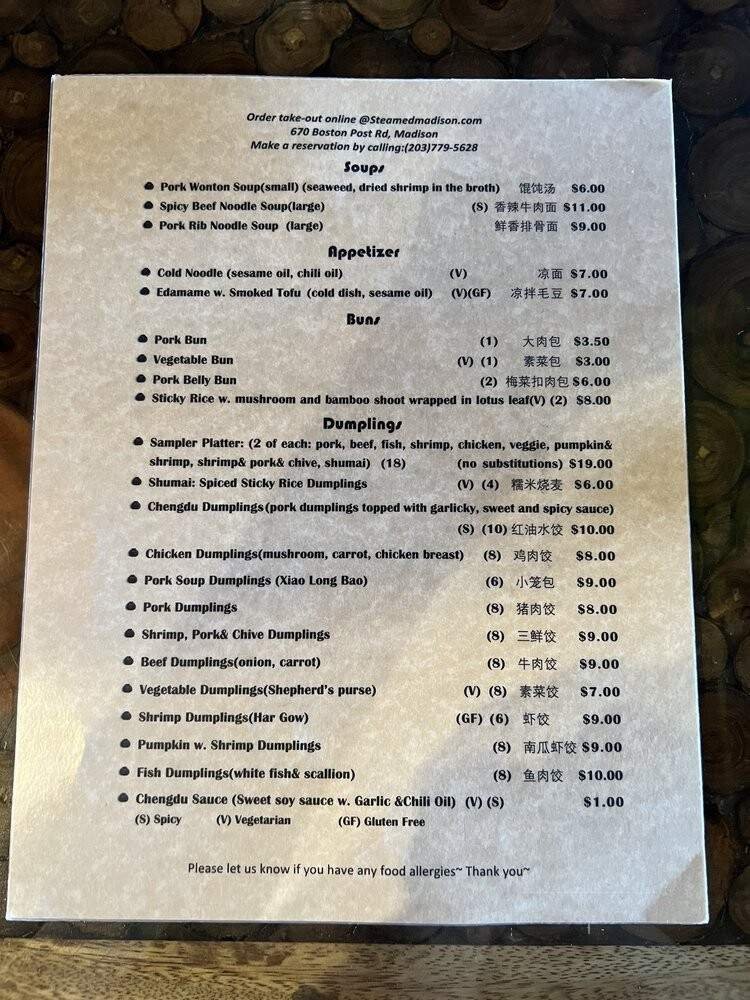 Order take-out online @Steamedmadison.com
670 Boston Post Rd, Madison
Make a reservation by calling:(203)779-5628
Soups
Pork Wonton Soup(small) (seaweed, dried shrimp in the broth) 馄饨汤 $6.00
Spicy Beef Noodle Soup(large) (S) 香辣牛肉面 $11.00
Pork Rib Noodle Soup (large) 鲜香排骨面 $9.00
Appetizer
Cold Noodle (sesame oil, chili oil) (V) 凉面 $7.00
Edamame w. Smoked Tofu (cold dish, sesame oil) (V)(GF) 凉拌毛豆 $7.00
Buns
Pork Bun (1) 大肉包 $3.50
Vegetable Bun (V) (1) 素菜包 $3.00
Pork Belly Bun (2) 梅菜扣肉包 $6.00
Sticky Rice w. mushroom and bamboo shoot wrapped in lotus leaf(V) (2) $8.00
Dumplings
Sampler Platter: (2 of each: pork, beef, fish, shrimp, chicken, veggie, pumpkin&
shrimp, shrimp& pork& chive, shumai) (18) (no substitutions) $19.00
Shumai: Spiced Sticky Rice Dumplings (V) (4) 糯米烧麦 $6.00
Chengdu Dumplings(pork dumplings topped with garlicky, sweet and spicy sauce)
(S) (10) 红油水饺 $10.00
Chicken Dumplings(mushroom, carrot, chicken breast) (8) 鸡肉饺 $8.00
Pork Soup Dumplings (Xiao Long Bao) (6) 小笼包 $9.00
Pork Dumplings (8) 猪肉饺 $8.00
Shrimp, Pork& Chive Dumplings (8) 三鲜饺 $9.00
Beef Dumplings(onion, carrot) (8) 牛肉饺 $9.00
Vegetable Dumplings(Shepherd's purse) (V) (8) 素菜饺 $7.00
Shrimp Dumplings(Har Gow) (GF) (6) 虾饺 $9.00
Pumpkin w. Shrimp Dumplings (8) 南瓜虾饺 $9.00
Fish Dumplings(white fish& scallion) (8) 鱼肉饺 $10.00
Chengdu Sauce (Sweet soy sauce w. Garlic &Chili Oil) (V) (S) $1.00
(S) Spicy (V) Vegetarian (GF) Gluten Free
Please let us know if you have any food allergies~ Thank you~